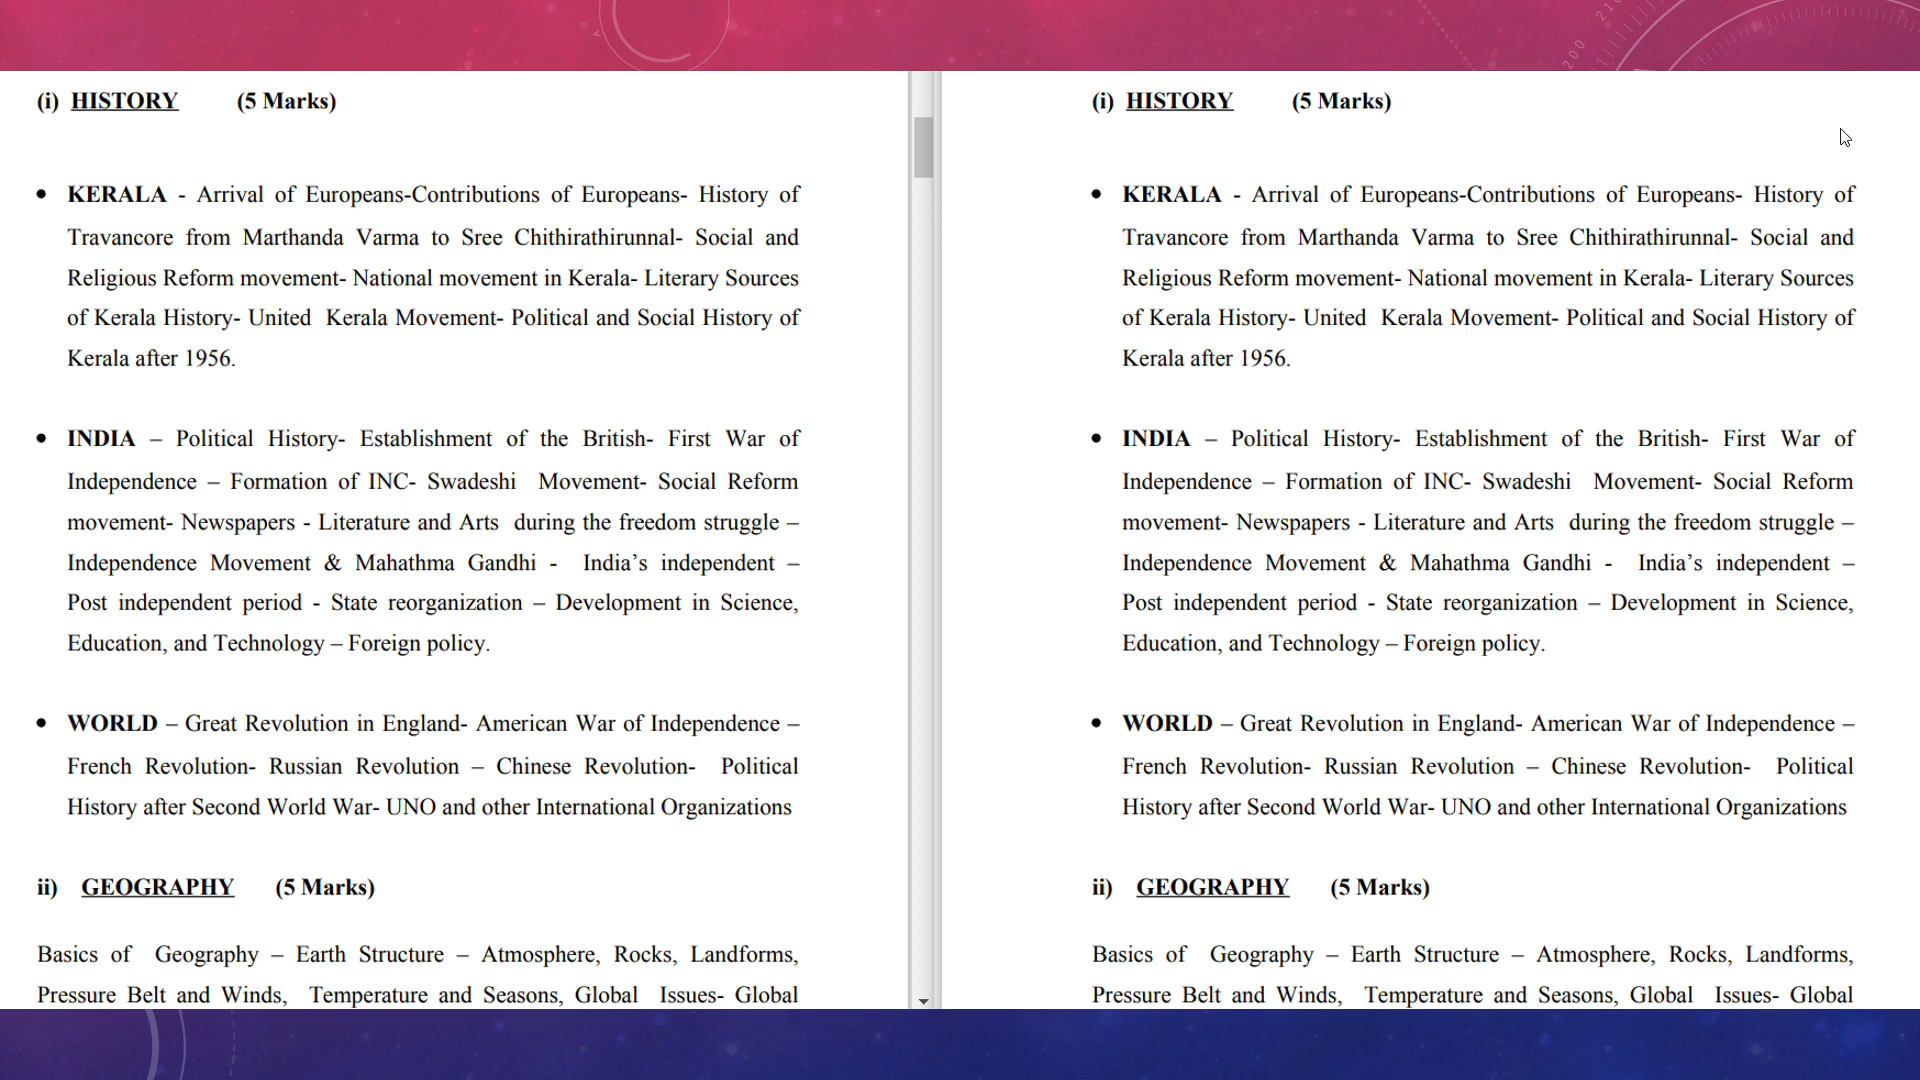 (i) HISTORY (5 Marks)
• KERALA - Arrival of Europeans-Contributions of Europeans- History of
Travancore from Marthanda Varma to Sree Chithirathirunnal- Social and
Religious Reform movement- National movement in Kerala- Literary Sources
of Kerala History- United Kerala Movement- Political and Social History of
Kerala after 1956.
• INDIA – Political History- Establishment of the British- First War of
Independence – Formation of INC- Swadeshi Movement- Social Reform
movement- Newspapers - Literature and Arts during the freedom struggle –
Independence Movement & Mahathma Gandhi - India’s independent –
Post independent period - State reorganization – Development in Science,
Education, and Technology – Foreign policy.
• WORLD – Great Revolution in England- American War of Independence –
French Revolution- Russian Revolution – Chinese Revolution- Political
History after Second World War- UNO and other International Organizations
ii) GEOGRAPHY (5 Marks)
Basics of Geography – Earth Structure – Atmosphere, Rocks, Landforms,
Pressure Belt and Winds, Temperature and Seasons, Global Issues- Global
(i) HISTORY (5 Marks)
• KERALA - Arrival of Europeans-Contributions of Europeans- History of
Travancore from Marthanda Varma to Sree Chithirathirunnal- Social and
Religious Reform movement- National movement in Kerala- Literary Sources
of Kerala History- United Kerala Movement- Political and Social History of
Kerala after 1956.
• INDIA – Political History- Establishment of the British- First War of
Independence – Formation of INC- Swadeshi Movement- Social Reform
movement- Newspapers - Literature and Arts during the freedom struggle –
Independence Movement & Mahathma Gandhi - India’s independent –
Post independent period - State reorganization – Development in Science,
Education, and Technology – Foreign policy.
• WORLD – Great Revolution in England- American War of Independence –
French Revolution- Russian Revolution – Chinese Revolution- Political
History after Second World War- UNO and other International Organizations
ii) GEOGRAPHY (5 Marks)
Basics of Geography – Earth Structure – Atmosphere, Rocks, Landforms,
Pressure Belt and Winds, Temperature and Seasons, Global Issues- Global
200